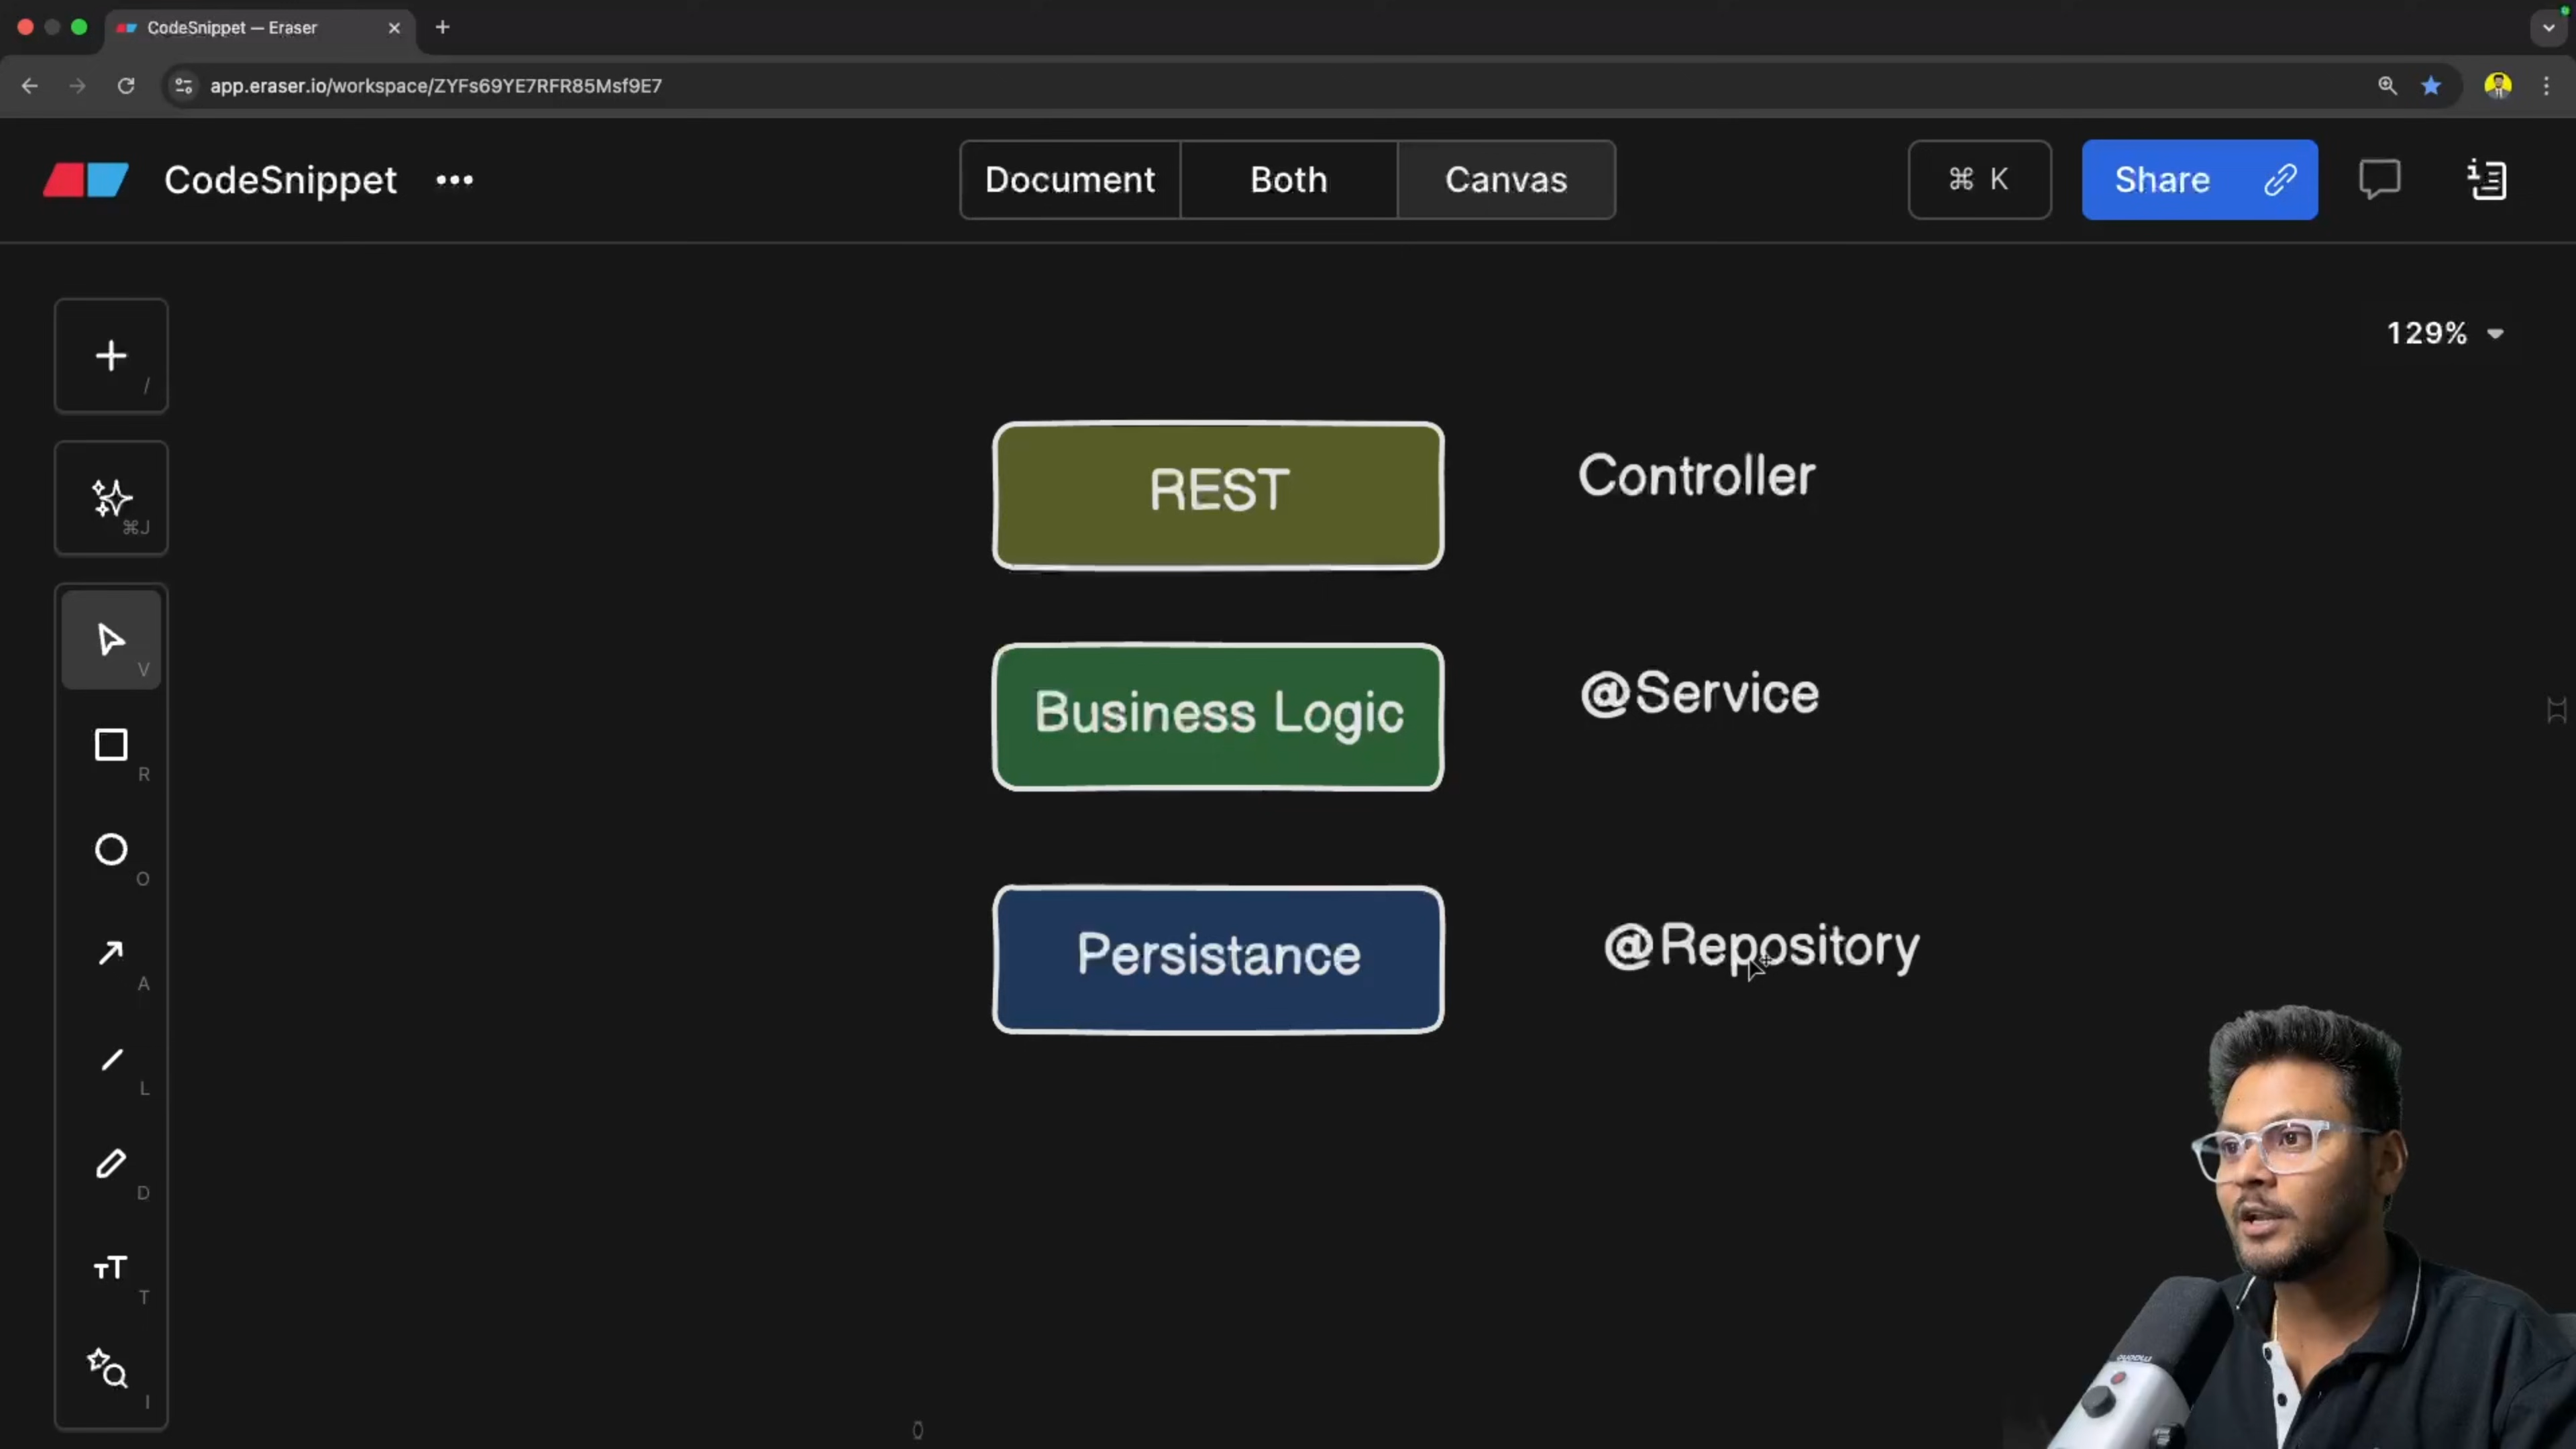 CodeSnippet — Eraser
app.eraser.io/workspace/ZYFs69YE7RFR85Msf9E7
CodeSnippet
Document
Both
Canvas
⌘ K
Share
129%
/
⌘J
V
R
O
A
L
D
T
I
REST
Controller
Business Logic
@Service
Persistance
@Repository
maono